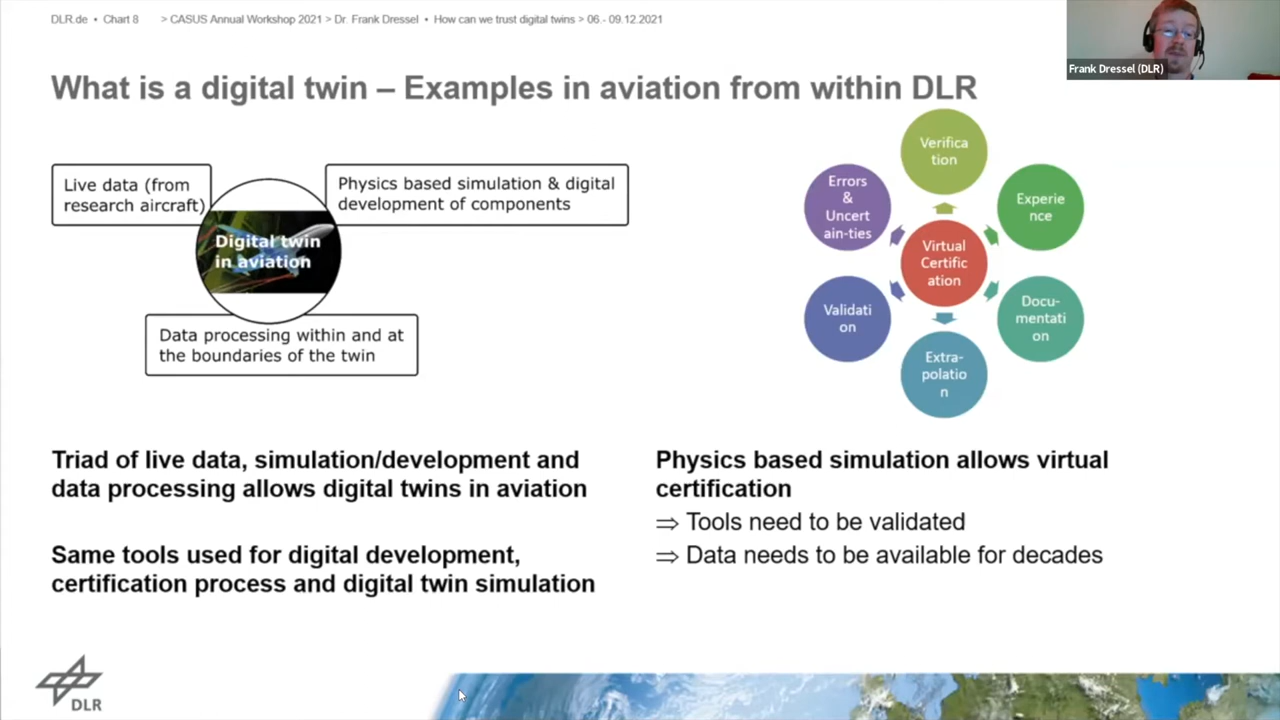 DLR.de • Chart 8 > CASUS Annual Workshop 2021 > Dr. Frank Dressel • How can we trust digital twins > 06.- 09.12.2021
Frank Dressel (DLR)
What is a digital twin – Examples in aviation from within DLR
Live data (from
research aircraft)
Physics based simulation & digital
development of components
Digital twin
in aviation
Data processing within and at
the boundaries of the twin
Verifica
tion
Experie
nce
Docu-
mentati
on
Extra-
polatio
n
Validati
on
Errors
&
Uncert
ain-ties
Virtual
Certific
ation
Triad of live data, simulation/development and
data processing allows digital twins in aviation
Same tools used for digital development,
certification process and digital twin simulation
Physics based simulation allows virtual
certification
⇒ Tools need to be validated
⇒ Data needs to be available for decades
DLR